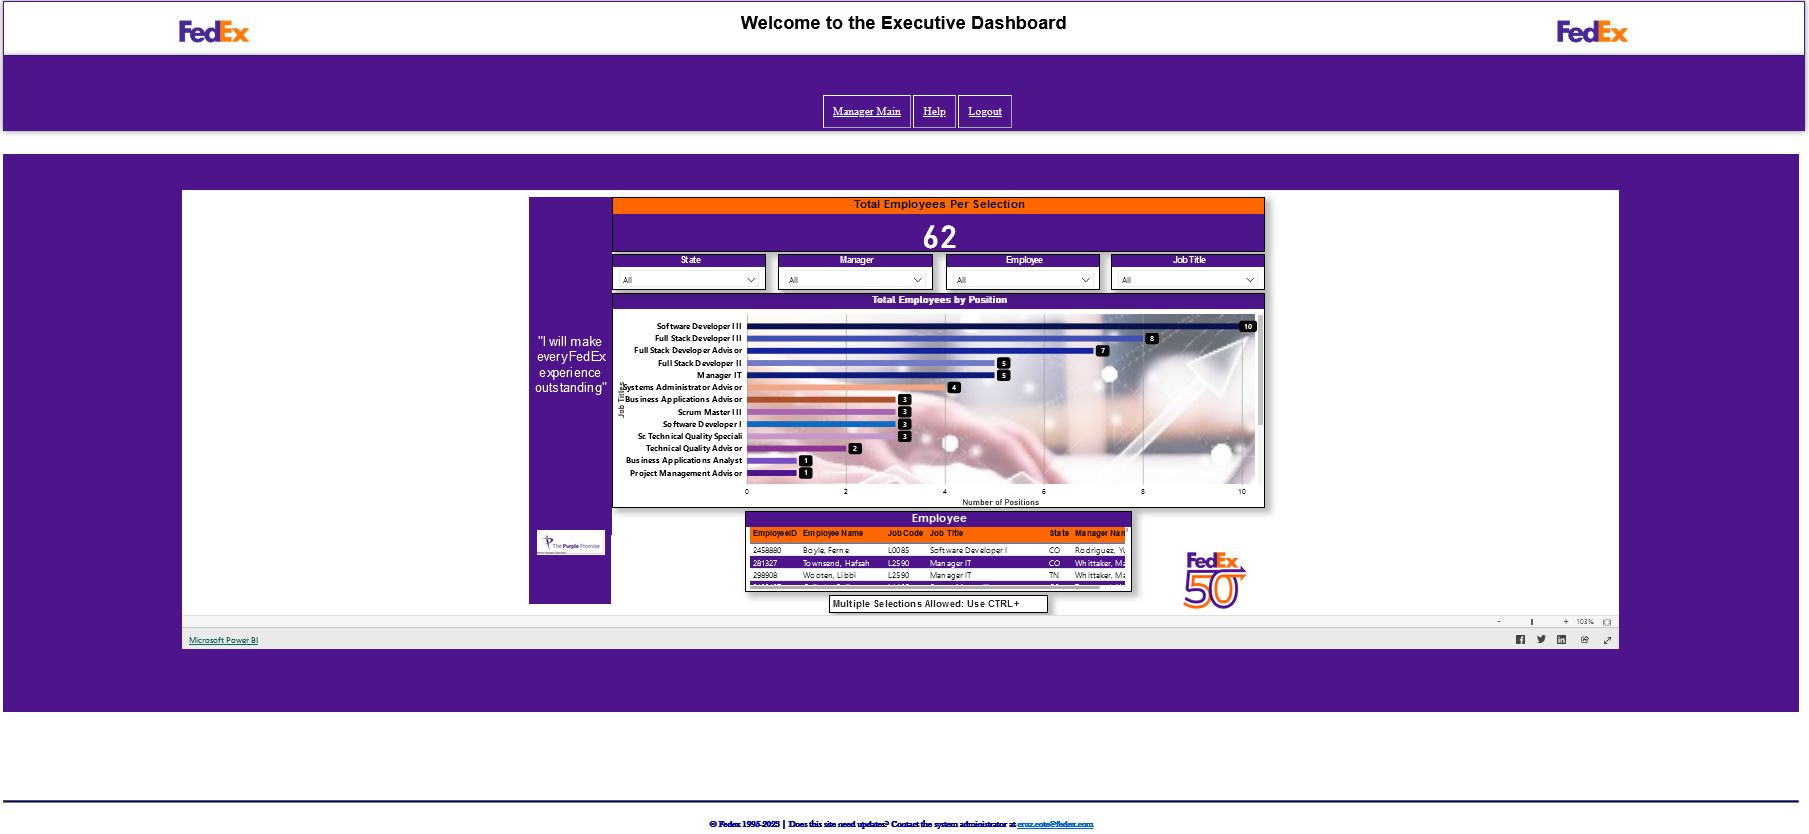 FedEx
Welcome to the Executive Dashboard
FedEx
Manager Main
Help
Logout
Total Employees Per Selection
62
State
Manager
Employee
Job Title
All
All
All
All
"I will make
everyFedEx
experience
outstanding"
The Purple Promise
Total Employees by Position
Job Titles
Software Developer III
10
Full Stack Developer III
8
Full Stack Developer Advisor
7
Full Stack Developer II
5
Manager IT
5
Systems Administrator Advisor
4
Business Applications Advisor
3
Scrum Master III
3
Software Developer I
3
Sr. Technical Quality Speciali
3
Technical Quality Advisor
2
Business Applications Analyst
1
Project Management Advisor
1
0 2 4 6 8 10
Number of Positions
Employee
EmployeeID Employee Name JobCode Job Title State Manager Nam
2458880 Boyle, Ferne L0085 Software Developer I CO Rodriguez, Yu
281327 Townsend, Hafsah L2590 Manager IT CO Whittaker, Ma
298908 Wooten, Libbi L2590 Manager IT TN Whittaker, Ma
Multiple Selections Allowed: Use CTRL+
FedEx
50
- + 103%
Microsoft Power BI
© Fedex 1995-2023 | Does this site need updates? Contact the system administrator at cruz.cote@fedex.com